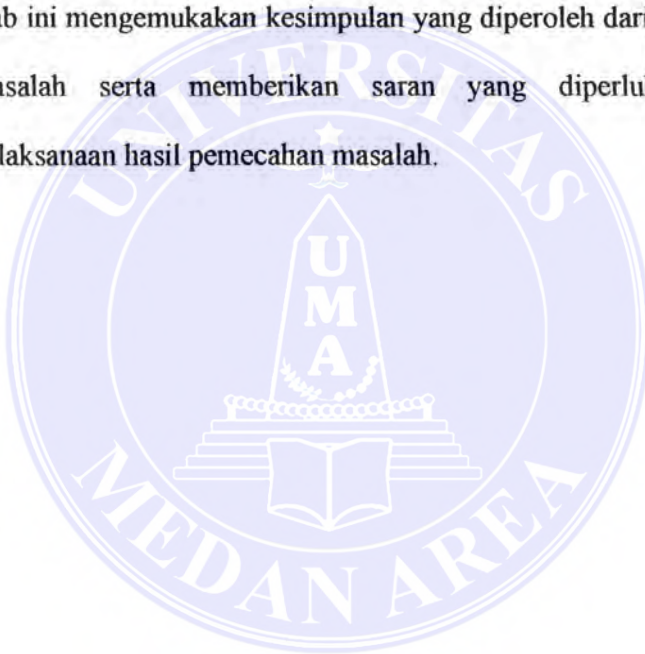 ab ini mengemukakan kesimpulan yang diperoleh dari
asalah serta memberikan saran yang diperlu
laksanaan hasil pemecahan masalah.
UNIVERSITAS
UMA
MEDAN AREA